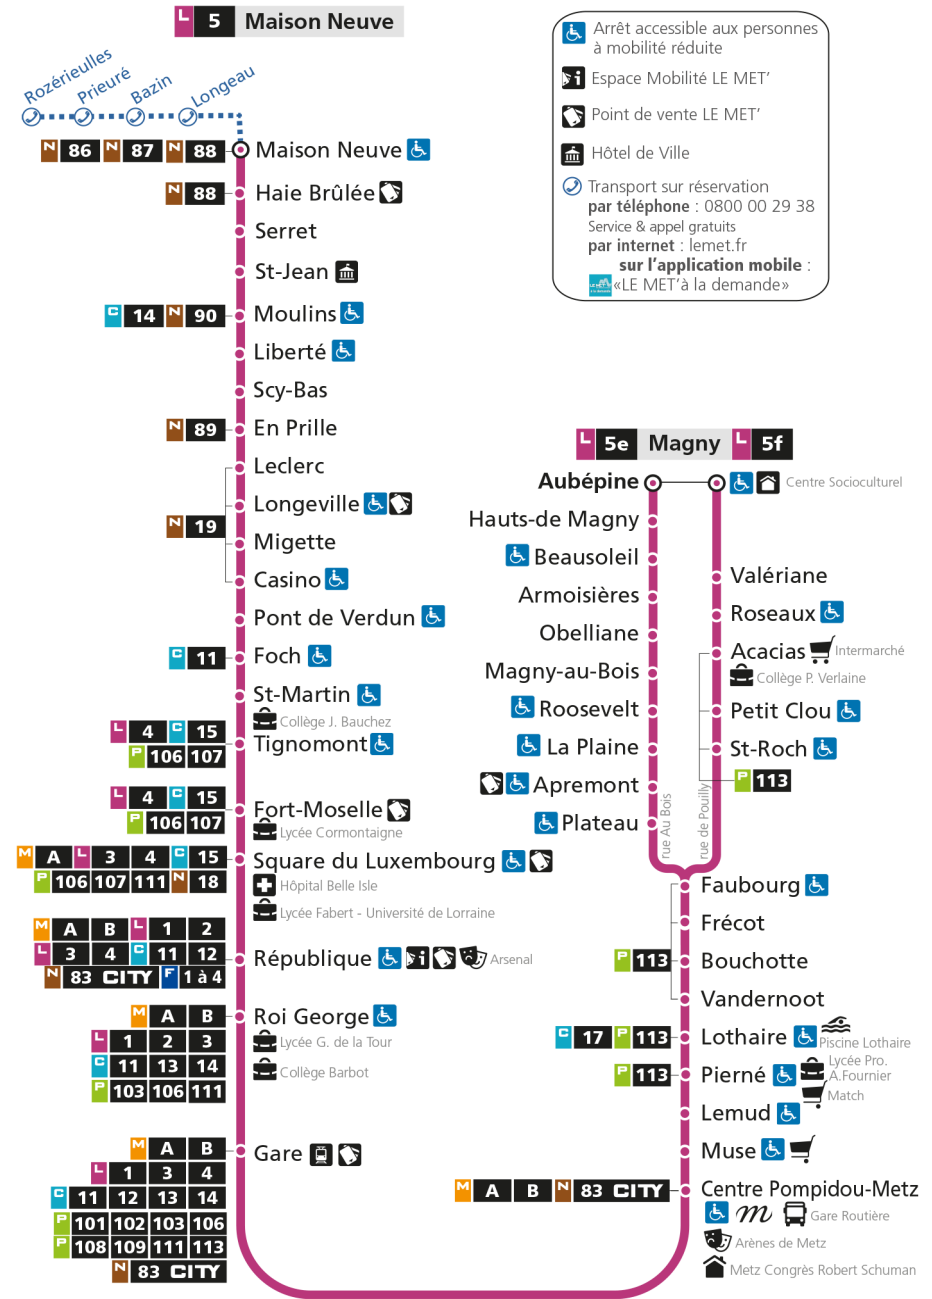 L 5 Maison Neuve
Rozérieulles
Prieuré
Bazin
Longeau
N 86 N 87 N 88 Maison Neuve
N 88 Haie Brûlée
Serret
St-Jean
C 14 N 90 Moulins
Liberté
Scy-Bas
N 89 En Prille
Leclerc
Longeville
N 19
Migette
Casino
Pont de Verdun
C 11 Foch
St-Martin
Collège J. Bauchez
L 4 C 15
P 106 107
Tignomont
L 4 C 15
P 106 107
Fort-Moselle
Lycée Cormontaigne
M A L 3 4 C 15
P 106 107 111 N 18
Square du Luxembourg
Hôpital Belle Isle
Lycée Fabert - Université de Lorraine
M A B L 1 2
L 3 4 C 11 12
N 83 CITY F 1 à 4
République
Arsenal
M A B
L 1 2 3
C 11 13 14
P 103 106 111
Roi George
Lycée G. de la Tour
Collège Barbot
M A B
L 1 3 4
C 11 12 13 14
P 101 102 103 106
P 108 109 111 113
N 83 CITY
Gare
Arrêt accessible aux personnes
à mobilité réduite
i Espace Mobilité LE MET’
Point de vente LE MET’
Hôtel de Ville
Transport sur réservation
par téléphone : 0800 00 29 38
Service & appel gratuits
par internet : lemet.fr
sur l’application mobile :
«LE MET’à la demande»
L 5e Magny L 5f
Aubépine
Centre Socioculturel
Hauts-de Magny
Beausoleil
Armoisières
Obelliane
Magny-au-Bois
Roosevelt
La Plaine
Apremont
Plateau
rue Au Bois
rue de Pouilly
Valériane
Roseaux
Acacias
Intermarché
Collège P. Verlaine
Petit Clou
St-Roch
P 113
Faubourg
Frécot
P 113 Bouchotte
Vandernoot
C 17 P 113 Lothaire
Piscine Lothaire
P 113 Pierné
Lycée Pro.
A.Fournier
Match
Lemud
Muse
M A B N 83 CITY Centre Pompidou-Metz
m Gare Routière
Arènes de Metz
Metz Congrès Robert Schuman